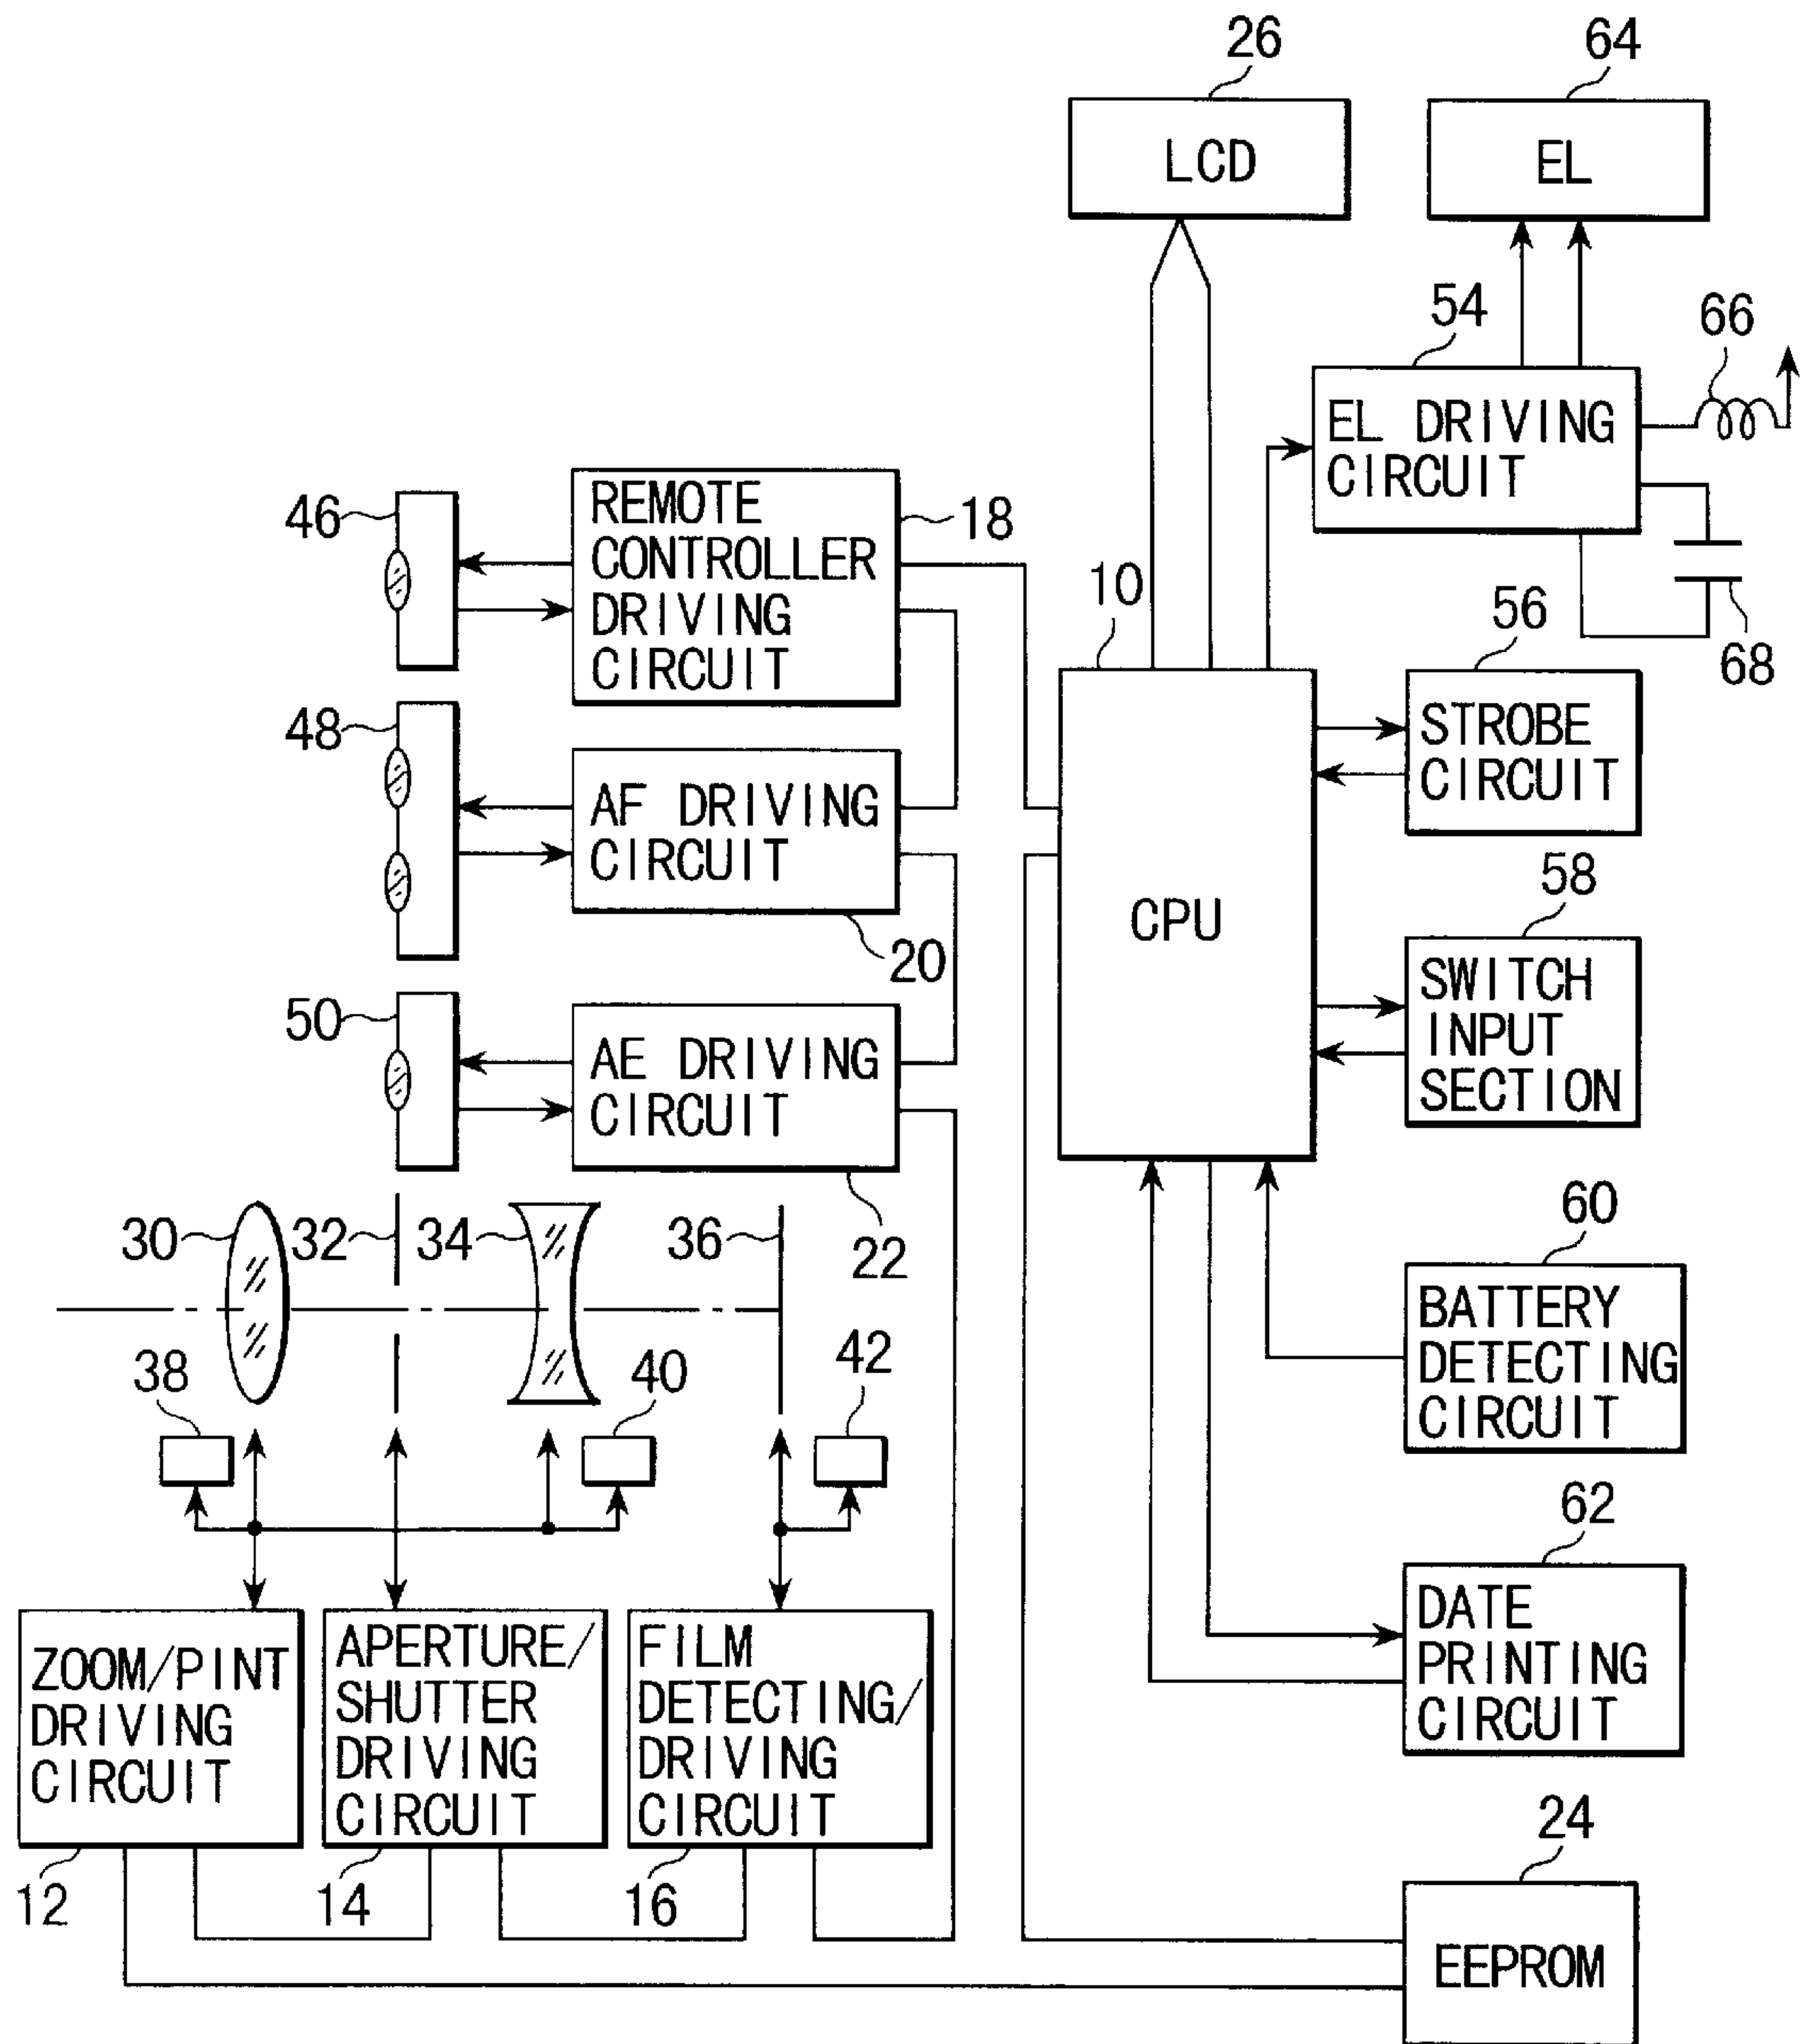 26
64
LCD
EL
54
66
EL DRIVING
CIRCUIT
68
46
REMOTE
CONTROLLER
DRIVING
CIRCUIT
18
10
56
STROBE
CIRCUIT
48
AF DRIVING
CIRCUIT
20
CPU
58
SWITCH
INPUT
SECTION
50
AE DRIVING
CIRCUIT
22
30
32
34
36
60
BATTERY
DETECTING
CIRCUIT
38
40
42
62
DATE
PRINTING
CIRCUIT
ZOOM/PINT
DRIVING
CIRCUIT
APERTURE/
SHUTTER
DRIVING
CIRCUIT
FILM
DETECTING/
DRIVING
CIRCUIT
12
14
16
24
EEPROM